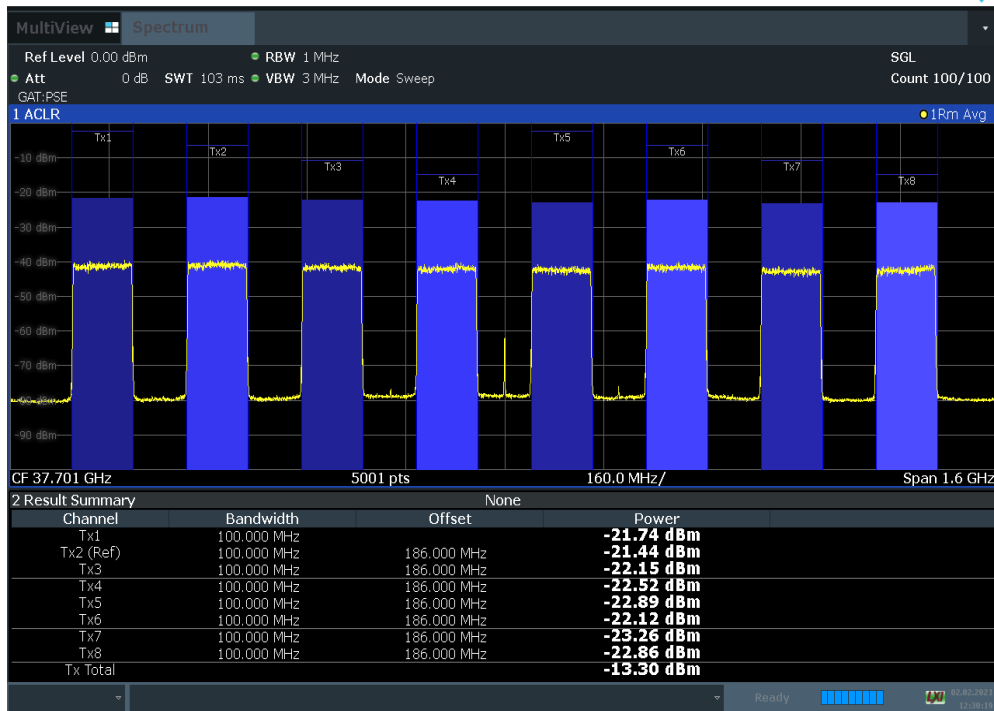 MultiView Spectrum
Ref Level 0.00 dBm RBW 1 MHz SGL
Att 0 dB SWT 103 ms VBW 3 MHz Mode Sweep Count 100/100
GAT:PSE
1 ACLR 1Rm Avg
Tx1 Tx5
Tx2 Tx6
-10 dBm
Tx3 Tx7
Tx4 Tx8
-20 dBm
-30 dBm
-40 dBm
-50 dBm
-60 dBm
-70 dBm
-90 dBm
CF 37.701 GHz 5001 pts 160.0 MHz/ Span 1.6 GHz
2 Result Summary None
Channel Bandwidth Offset Power
Tx1 100.000 MHz -21.74 dBm
Tx2 (Ref) 100.000 MHz 186.000 MHz -21.44 dBm
Tx3 100.000 MHz 186.000 MHz -22.15 dBm
Tx4 100.000 MHz 186.000 MHz -22.52 dBm
Tx5 100.000 MHz 186.000 MHz -22.89 dBm
Tx6 100.000 MHz 186.000 MHz -22.12 dBm
Tx7 100.000 MHz 186.000 MHz -23.26 dBm
Tx8 100.000 MHz 186.000 MHz -22.86 dBm
Tx Total -13.30 dBm
Ready LXI 02.02.2021
12:30:19